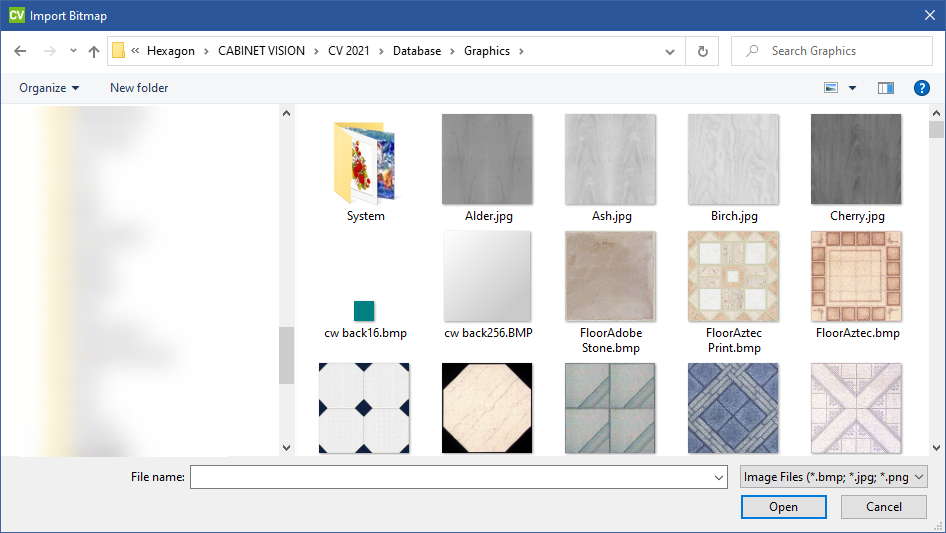 CV Import Bitmap
« Hexagon > CABINET VISION > CV 2021 > Database > Graphics >
Search Graphics
Organize
New folder
System
Alder.jpg
Ash.jpg
Birch.jpg
Cherry.jpg
cw back16.bmp
cw back256.BMP
FloorAdobe
Stone.bmp
FloorAztec
Print.bmp
FloorAztec.bmp
File name:
Image Files (*.bmp; *.jpg; *.png
Open
Cancel